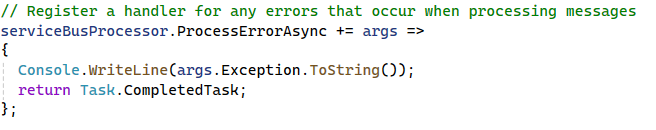 // Register a handler for any errors that occur when processing messages
serviceBusProcessor.ProcessErrorAsync += args =>
{
  Console.WriteLine(args.Exception.ToString());
  return Task.CompletedTask;
};